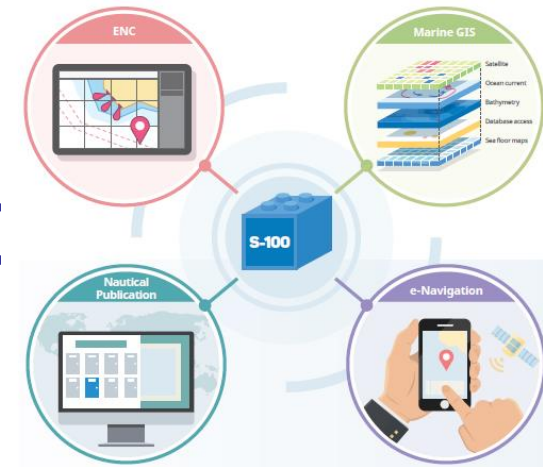 ENC
Marine GIS
Satellite
Ocean current
Bathymetry
Database access
Sea floor maps
S-100
Nautical
Publication
e-Navigation